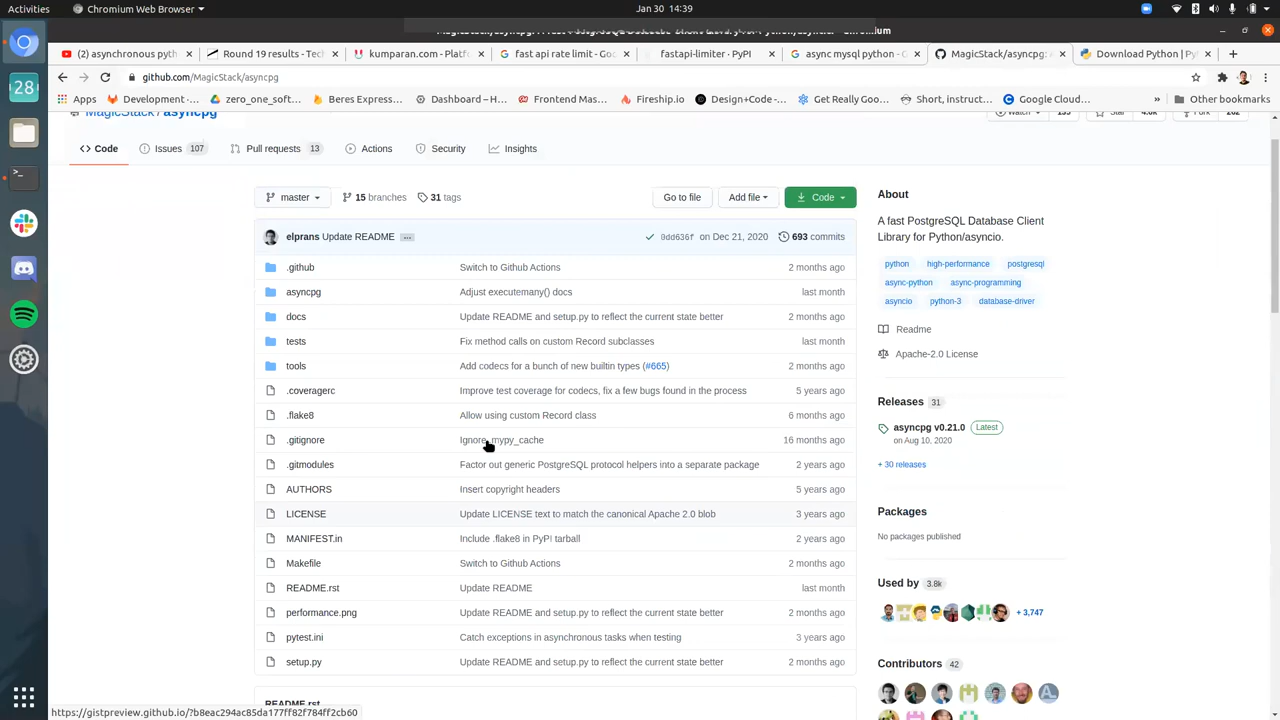 Activities Chromium Web Browser Jan 30 14:39
(2) asynchronous pyth Round 19 results - Tech kumparan.com - Platfo fast api rate limit - Goo fastapi-limiter · PyPI async mysql python - G MagicStack/asyncpg: A Download Python | Pyt
github.com/MagicStack/asyncpg
Apps Development ·... zero_one_soft... Beres Express... Dashboard – H... Frontend Mas... Fireship.io Design+Code -... Get Really Goo... Short, instruct... Google Cloud... » Other bookmarks
28
MagicStack / asyncpg Watch Star Fork
Code Issues 107 Pull requests 13 Actions Security Insights
master 15 branches 31 tags Go to file Add file Code
elprans Update README ... 0dd636f on Dec 21, 2020 693 commits
.github Switch to Github Actions 2 months ago
asyncpg Adjust executemany() docs last month
docs Update README and setup.py to reflect the current state better 2 months ago
tests Fix method calls on custom Record subclasses last month
tools Add codecs for a bunch of new builtin types (#665) 2 months ago
.coveragerc Improve test coverage for codecs, fix a few bugs found in the process 5 years ago
.flake8 Allow using custom Record class 6 months ago
.gitignore Ignore .mypy_cache 16 months ago
.gitmodules Factor out generic PostgreSQL protocol helpers into a separate package 2 years ago
AUTHORS Insert copyright headers 5 years ago
LICENSE Update LICENSE text to match the canonical Apache 2.0 blob 3 years ago
MANIFEST.in Include .flake8 in PyPI tarball 2 years ago
Makefile Switch to Github Actions 2 months ago
README.rst Update README last month
performance.png Update README and setup.py to reflect the current state better 2 months ago
pytest.ini Catch exceptions in asynchronous tasks when testing 3 years ago
setup.py Update README and setup.py to reflect the current state better 2 months ago
README.rst
About
A fast PostgreSQL Database Client
Library for Python/asyncio.
python high-performance postgresql
async-python async-programming
asyncio python-3 database-driver
Readme
Apache-2.0 License
Releases 31
asyncpg v0.21.0 Latest
on Aug 10, 2020
+ 30 releases
Packages
No packages published
Used by 3.8k
+ 3,747
Contributors 42
https://gistpreview.github.io/?b8eac294ac85da177ff82f784ff2cb60